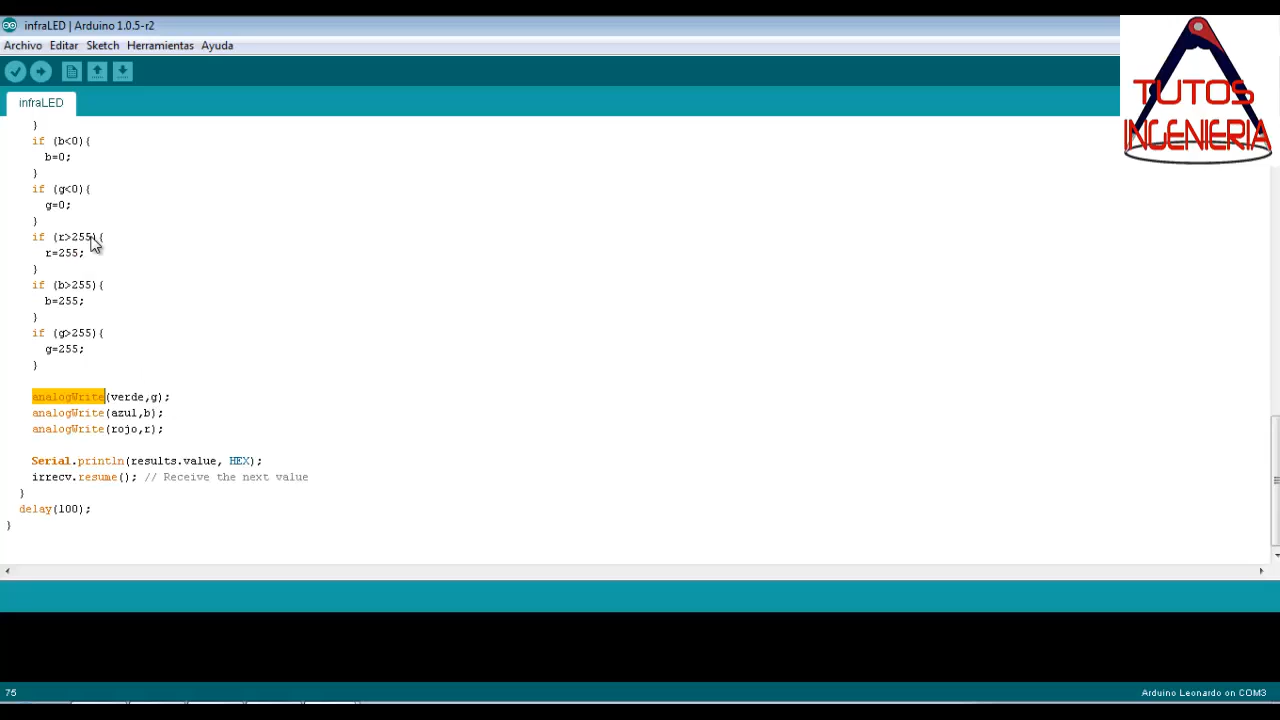 infraLED | Arduino 1.0.5-r2
Archivo Editar Sketch Herramientas Ayuda
TUTOS
INGENIERIA
infraLED
}
if (b<0){
b=0;
}
if (g<0){
g=0;
}
if (r>255){
r=255;
}
if (b>255){
b=255;
}
if (g>255){
g=255;
}
analogWrite(verde,g);
analogWrite(azul,b);
analogWrite(rojo,r);
Serial.println(results.value, HEX);
irrecv.resume(); // Receive the next value
}
delay(100);
}
75
Arduino Leonardo on COM3